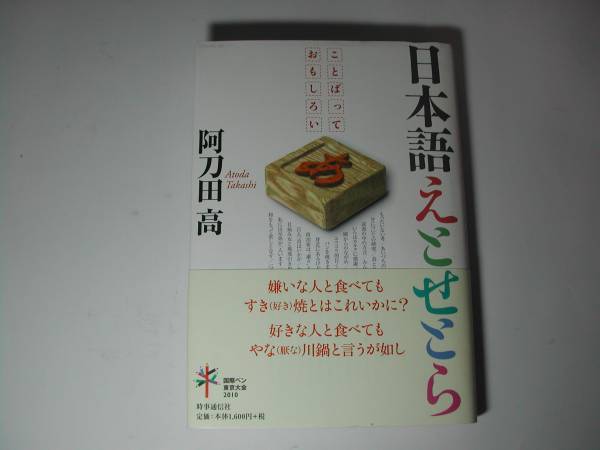 日本語えとせとら
ことばって
おもしろい
阿刀田 高
Atoda
Takashi
あ
嫌いな人と食べても
すき(好き)焼とはこれいかに?
好きな人と食べても
やな(厭な)川鍋と言うが如し
国際ペン
東京大会
2010
時事通信社
定価:本体1,600円+税